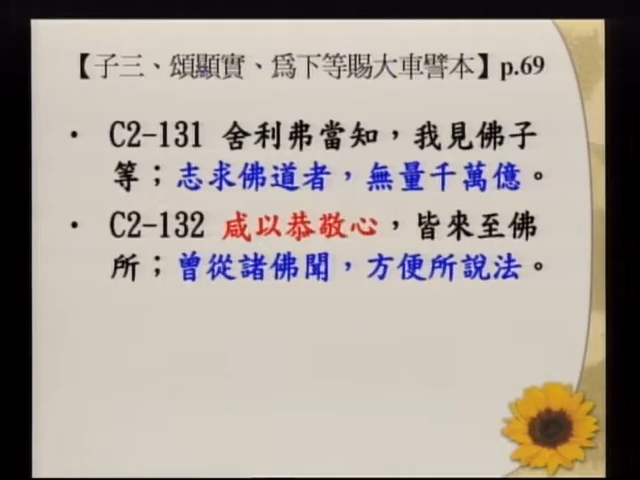 【子三、頌顯實、為下等賜大車譬本】p.69
• C2-131 舍利弗當知，我見佛子
等；志求佛道者，無量千萬億。
• C2-132 咸以恭敬心，皆來至佛
所；曾從諸佛聞，方便所說法。